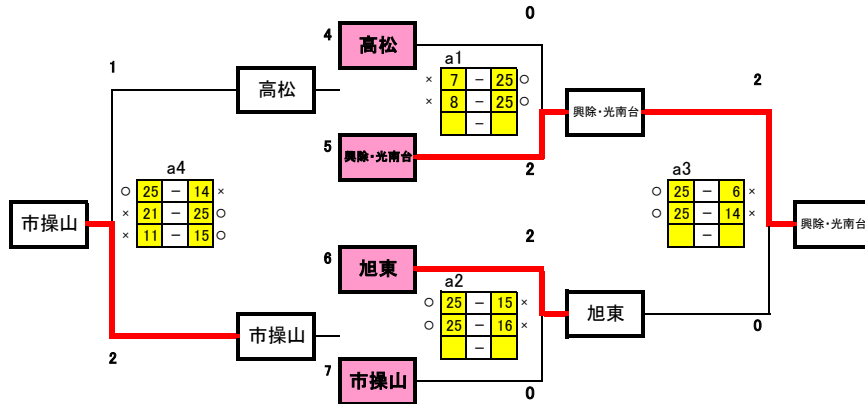 0
4
高松
a1
× 7 － 25 ○
× 8 － 25 ○
－
1
高松
2
興除・光南台
5
興除・光南台
2
a4
○ 25 － 14 ×
× 21 － 25 ○
× 11 － 15 ○
a3
○ 25 － 6 ×
○ 25 － 14 ×
－
市操山
興除・光南台
2
6
旭東
a2
○ 25 － 15 ×
○ 25 － 16 ×
－
旭東
0
市操山
2
7
市操山
0